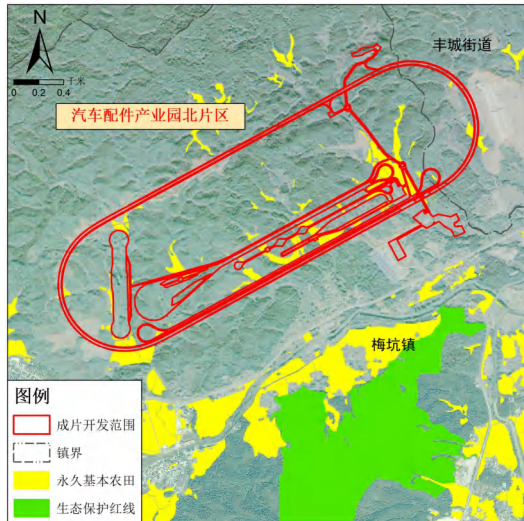 丰城街道
N
千米
0 0.2 0.4
汽车配件产业园北片区
梅坑镇
图例
成片开发范围
镇界
永久基本农田
生态保护红线